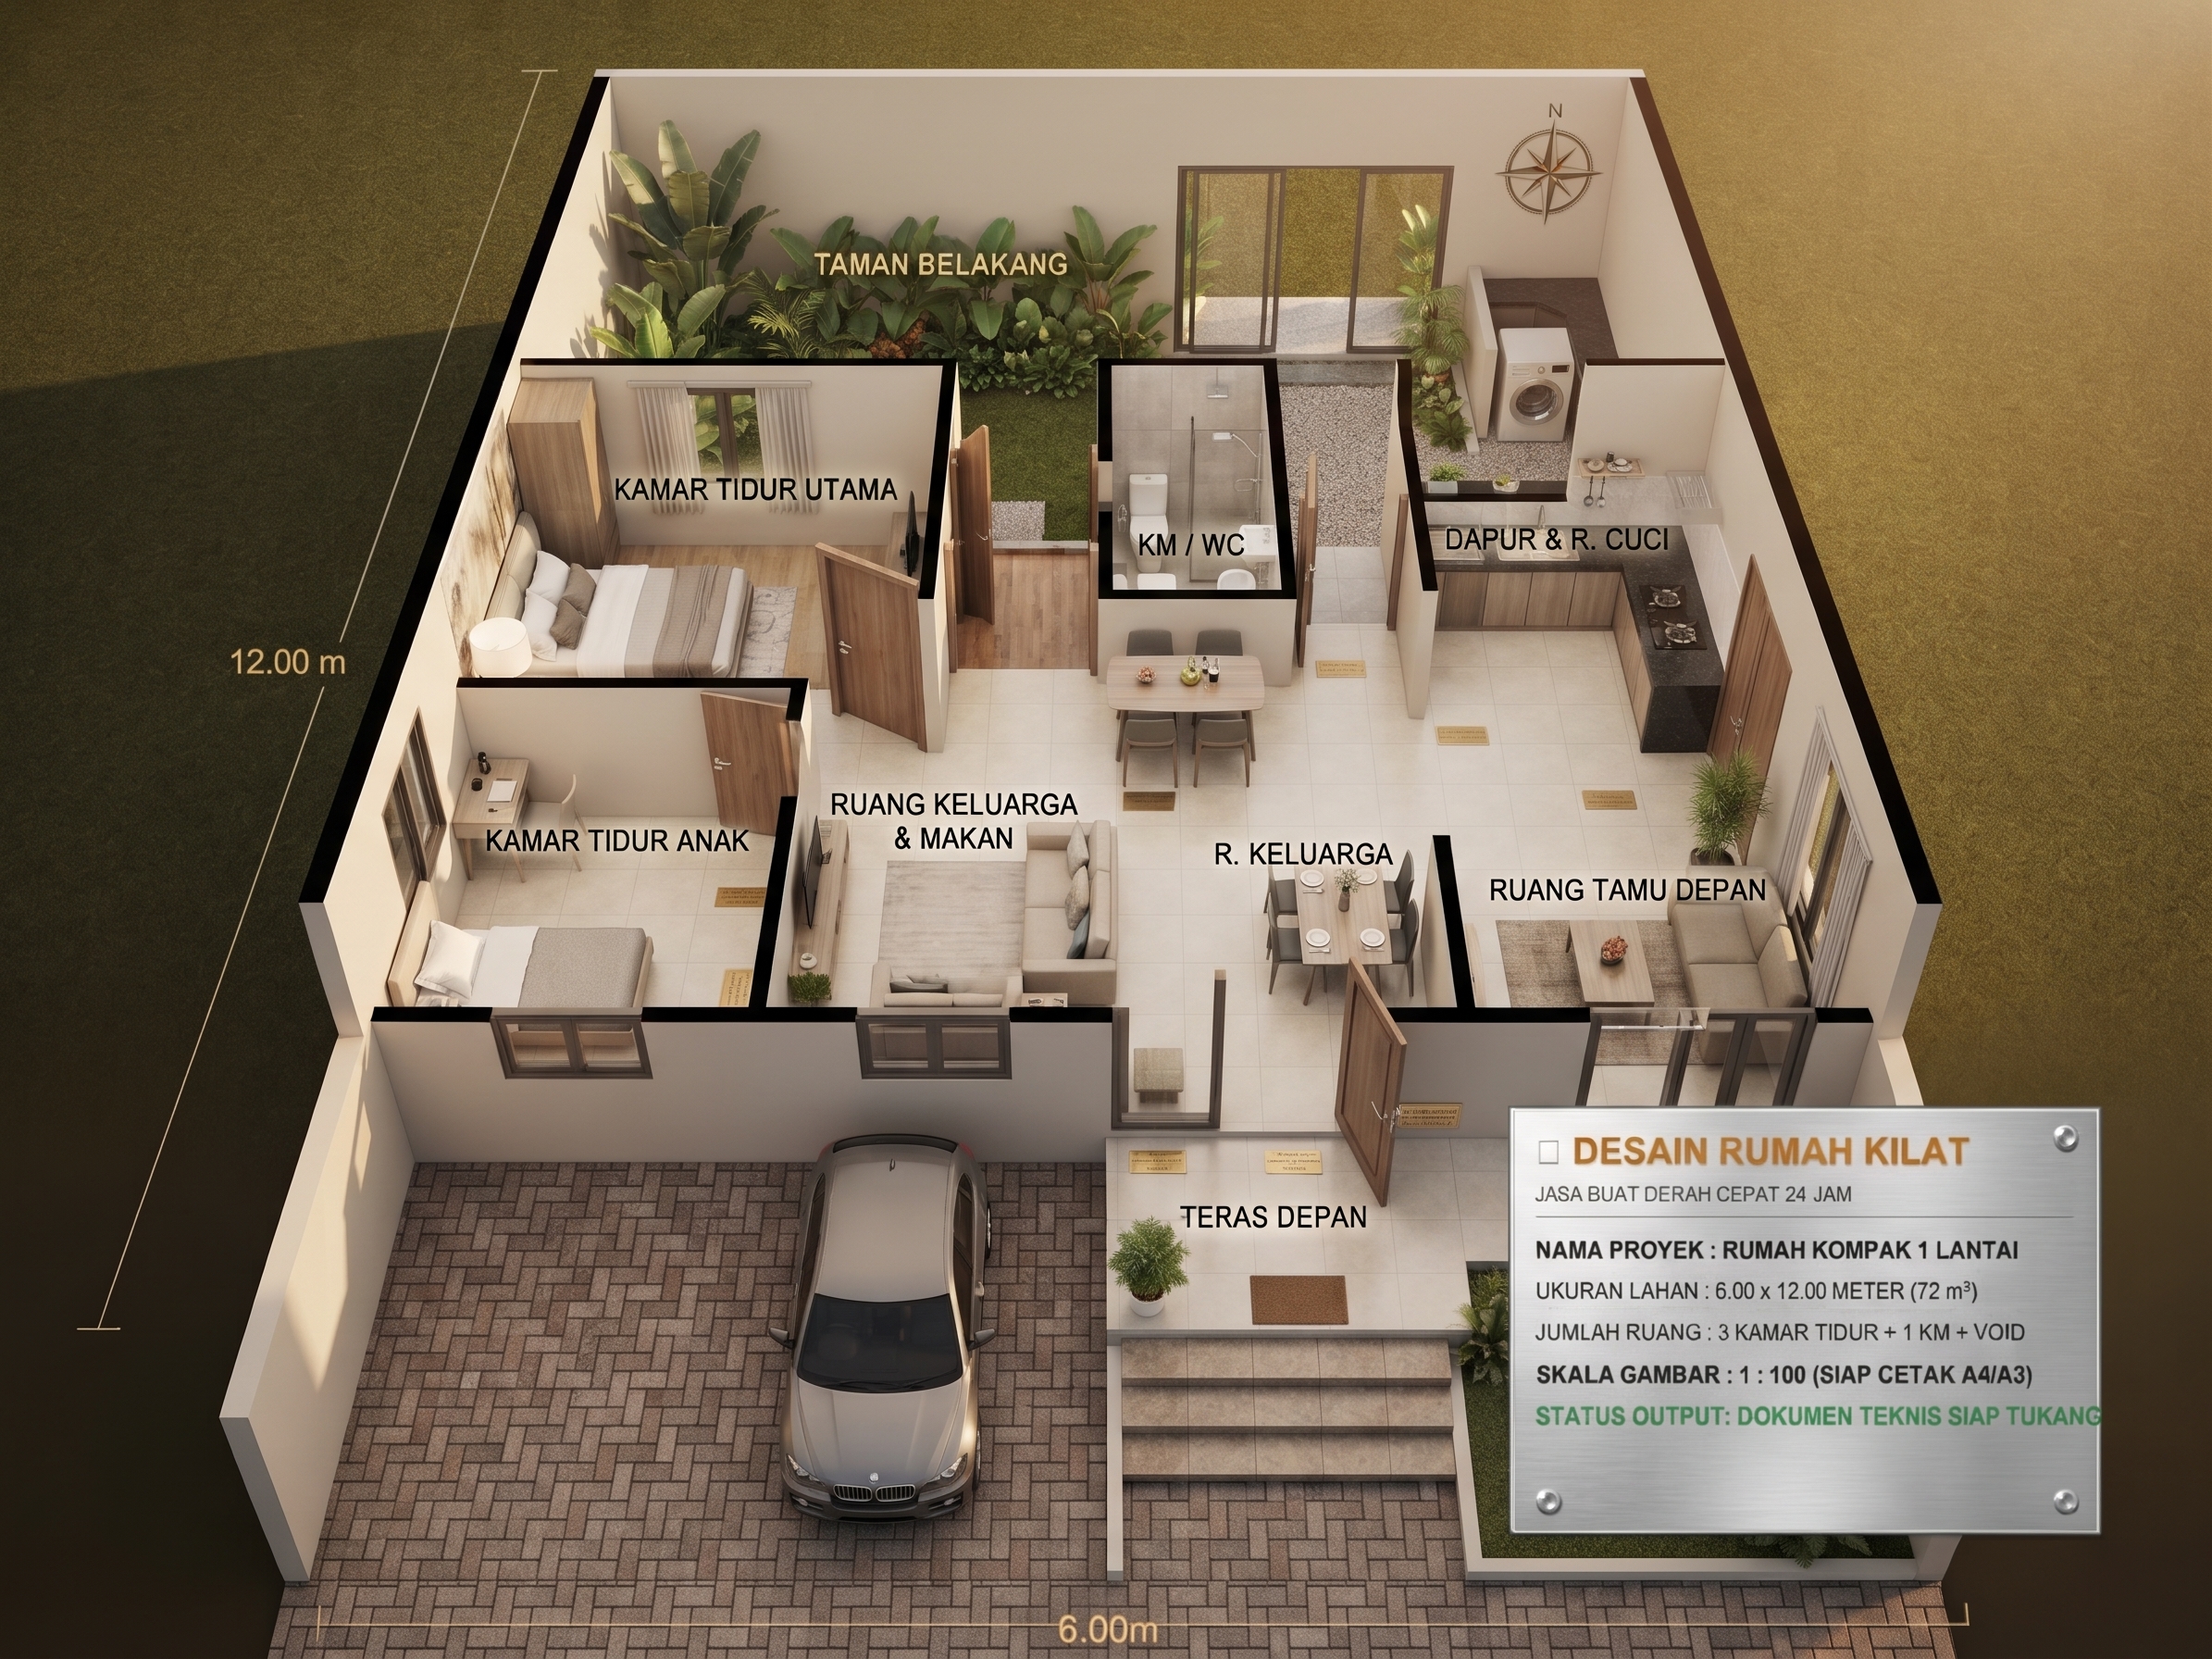 N
TAMAN BELAKANG
KAMAR TIDUR UTAMA
KM / WC
DAPUR & R. CUCI
12.00 m
RUANG KELUARGA
& MAKAN
KAMAR TIDUR ANAK
R. KELUARGA
RUANG TAMU DEPAN
TERAS DEPAN
DESAIN RUMAH KILAT
JASA BUAT DERAH CEPAT 24 JAM
NAMA PROYEK : RUMAH KOMPAK 1 LANTAI
UKURAN LAHAN : 6.00 x 12.00 METER (72 m³)
JUMLAH RUANG : 3 KAMAR TIDUR + 1 KM + VOID
SKALA GAMBAR : 1 : 100 (SIAP CETAK A4/A3)
STATUS OUTPUT: DOKUMEN TEKNIS SIAP TUKANG
6.00m